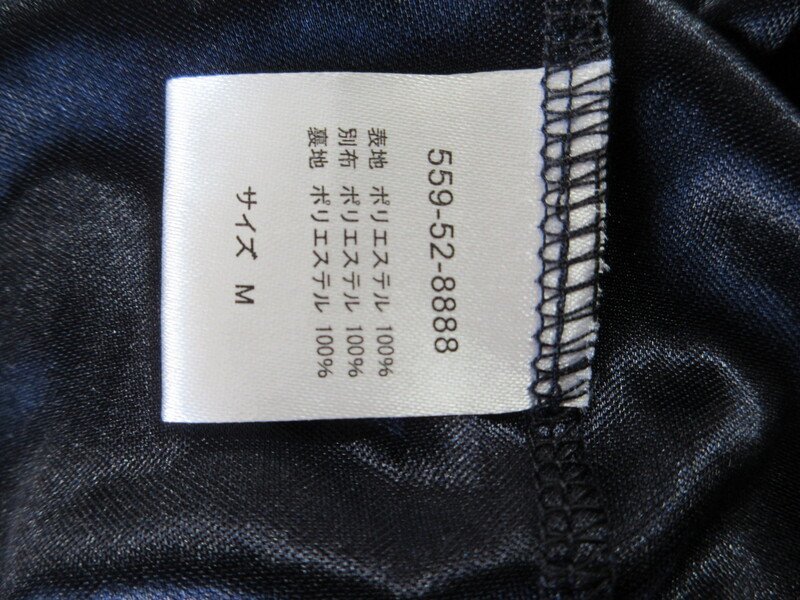 559-52-8888
表地 ポリエステル 100%
別布 ポリエステル 100%
裏地 ポリエステル 100%
サイズ M